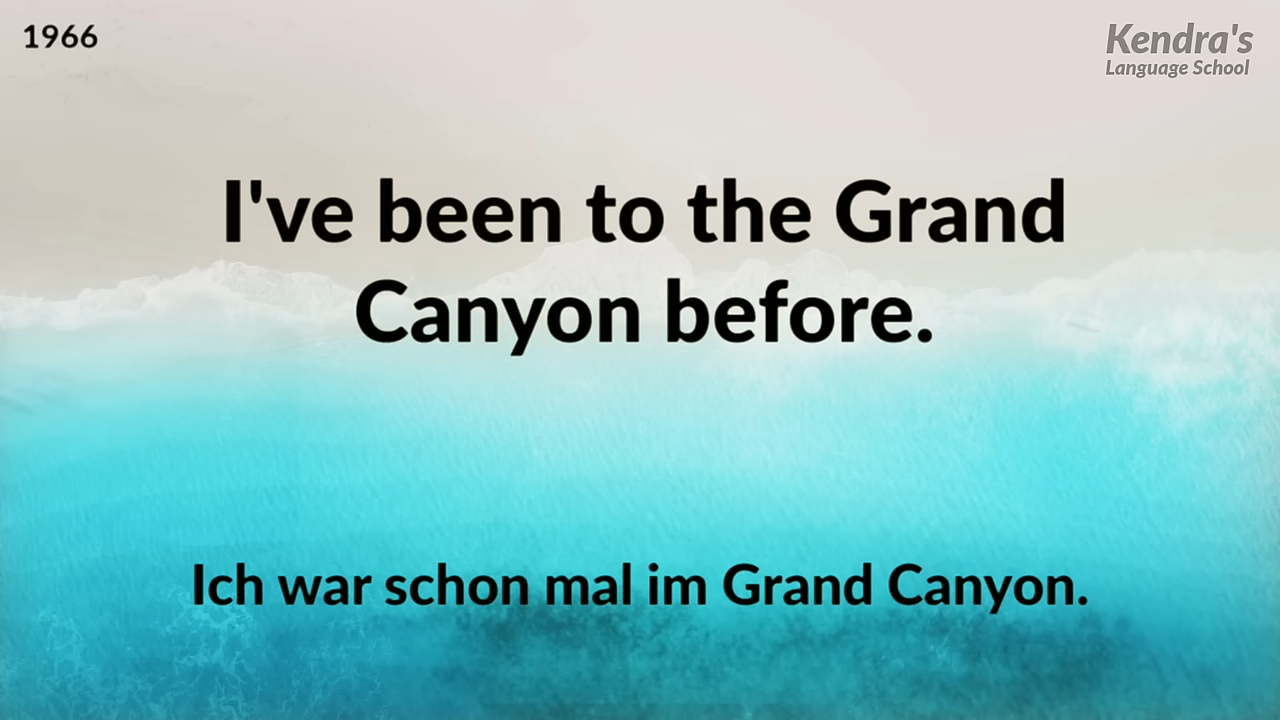 1966
Kendra's
Language School
I've been to the Grand
Canyon before.
Ich war schon mal im Grand Canyon.